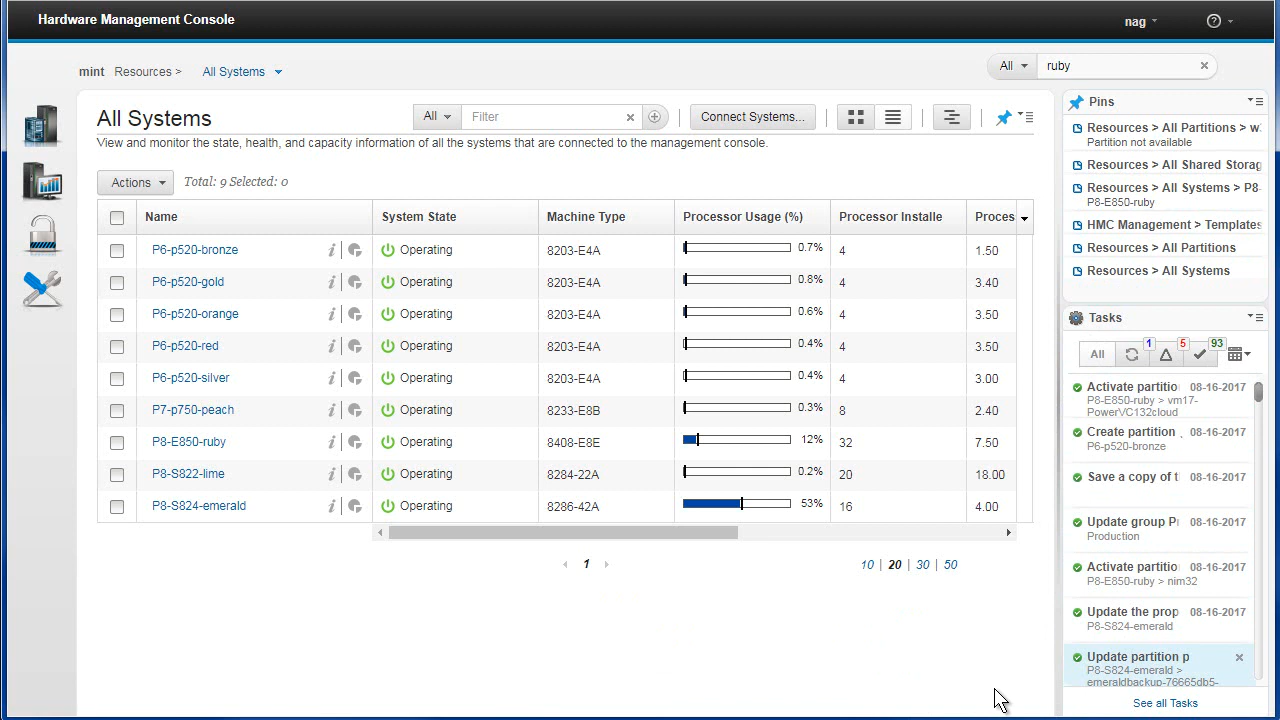 Hardware Management Console
nag
?
mint Resources > All Systems
All ruby
All Systems
All Filter
Connect Systems...
View and monitor the state, health, and capacity information of all the systems that are connected to the management console.
Actions Total: 9 Selected: 0
Name System State Machine Type Processor Usage (%) Processor Installe Proces
P6-p520-bronze Operating 8203-E4A 0.7% 4 1.50
P6-p520-gold Operating 8203-E4A 0.8% 4 3.40
P6-p520-orange Operating 8203-E4A 0.6% 4 3.50
P6-p520-red Operating 8203-E4A 0.4% 4 3.50
P6-p520-silver Operating 8203-E4A 0.4% 4 3.00
P7-p750-peach Operating 8233-E8B 0.3% 8 2.40
P8-E850-ruby Operating 8408-E8E 12% 32 7.50
P8-S822-lime Operating 8284-22A 0.2% 20 18.00
P8-S824-emerald Operating 8286-42A 53% 16 4.00
1
10 | 20 | 30 | 50
Pins
Resources > All Partitions > w
Partition not available
Resources > All Shared Storag
Resources > All Systems > P8-
P8-E850-ruby
HMC Management > Templates
Resources > All Partitions
Resources > All Systems
Tasks
All 1 5 93
Activate partitio 08-16-2017
P8-E850-ruby > vm17-
PowerVC132cloud
Create partition 08-16-2017
P6-p520-bronze
Save a copy of t 08-16-2017
Update group P 08-16-2017
Production
Activate partitio 08-16-2017
P8-E850-ruby > nim32
Update the prop 08-16-2017
P8-S824-emerald
Update partition p
P8-S824-emerald >
emeraldbackup-76665db5-
See all Tasks